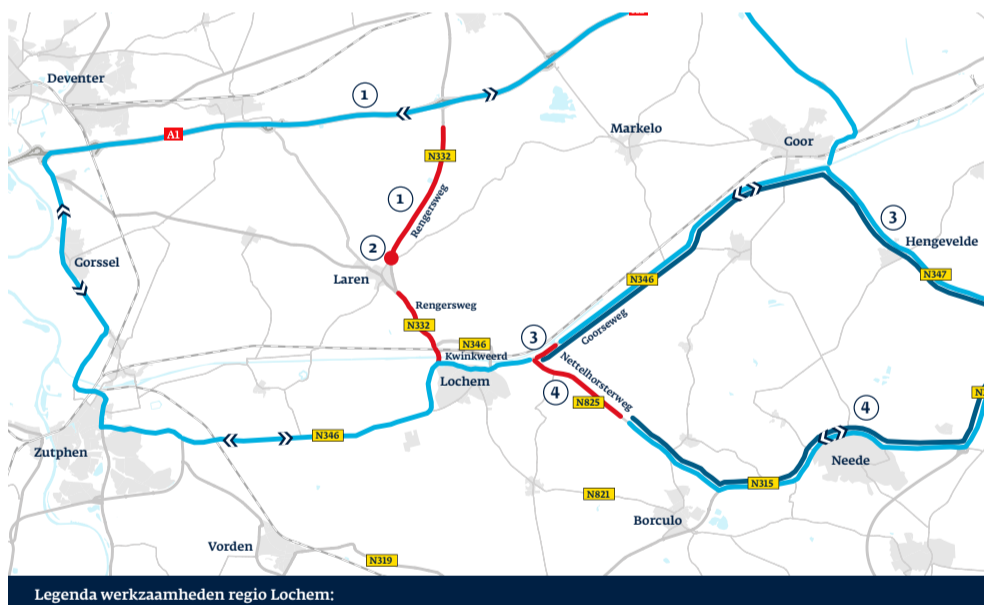 Deventer
1
A1
N332
Markelo
Goor
1
Rengersweg
3
Hengevelde
2
Gorssel
Laren
N346
N347
Rengersweg
Goorseweg
N332
N346
3
Kwinkweerd
Nettelhorsterweg
Lochem
4
N825
4
N346
Zutphen
Neede
N315
N821
Borculo
Vorden
N319
Legenda werkzaamheden regio Lochem: